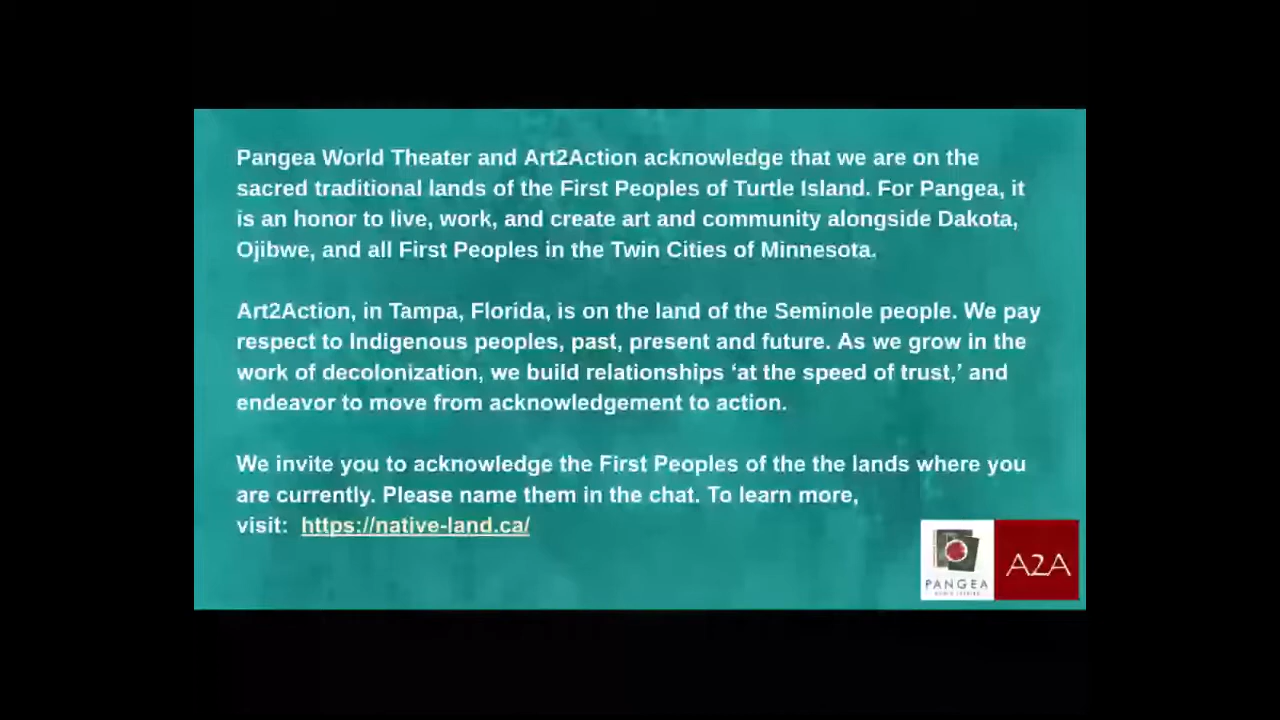 Pangea World Theater and Art2Action acknowledge that we are on the
sacred traditional lands of the First Peoples of Turtle Island. For Pangea, it
is an honor to live, work, and create art and community alongside Dakota,
Ojibwe, and all First Peoples in the Twin Cities of Minnesota.
Art2Action, in Tampa, Florida, is on the land of the Seminole people. We pay
respect to Indigenous peoples, past, present and future. As we grow in the
work of decolonization, we build relationships ‘at the speed of trust,’ and
endeavor to move from acknowledgement to action.
We invite you to acknowledge the First Peoples of the the lands where you
are currently. Please name them in the chat. To learn more,
visit: https://native-land.ca/
PANGEA
A2A